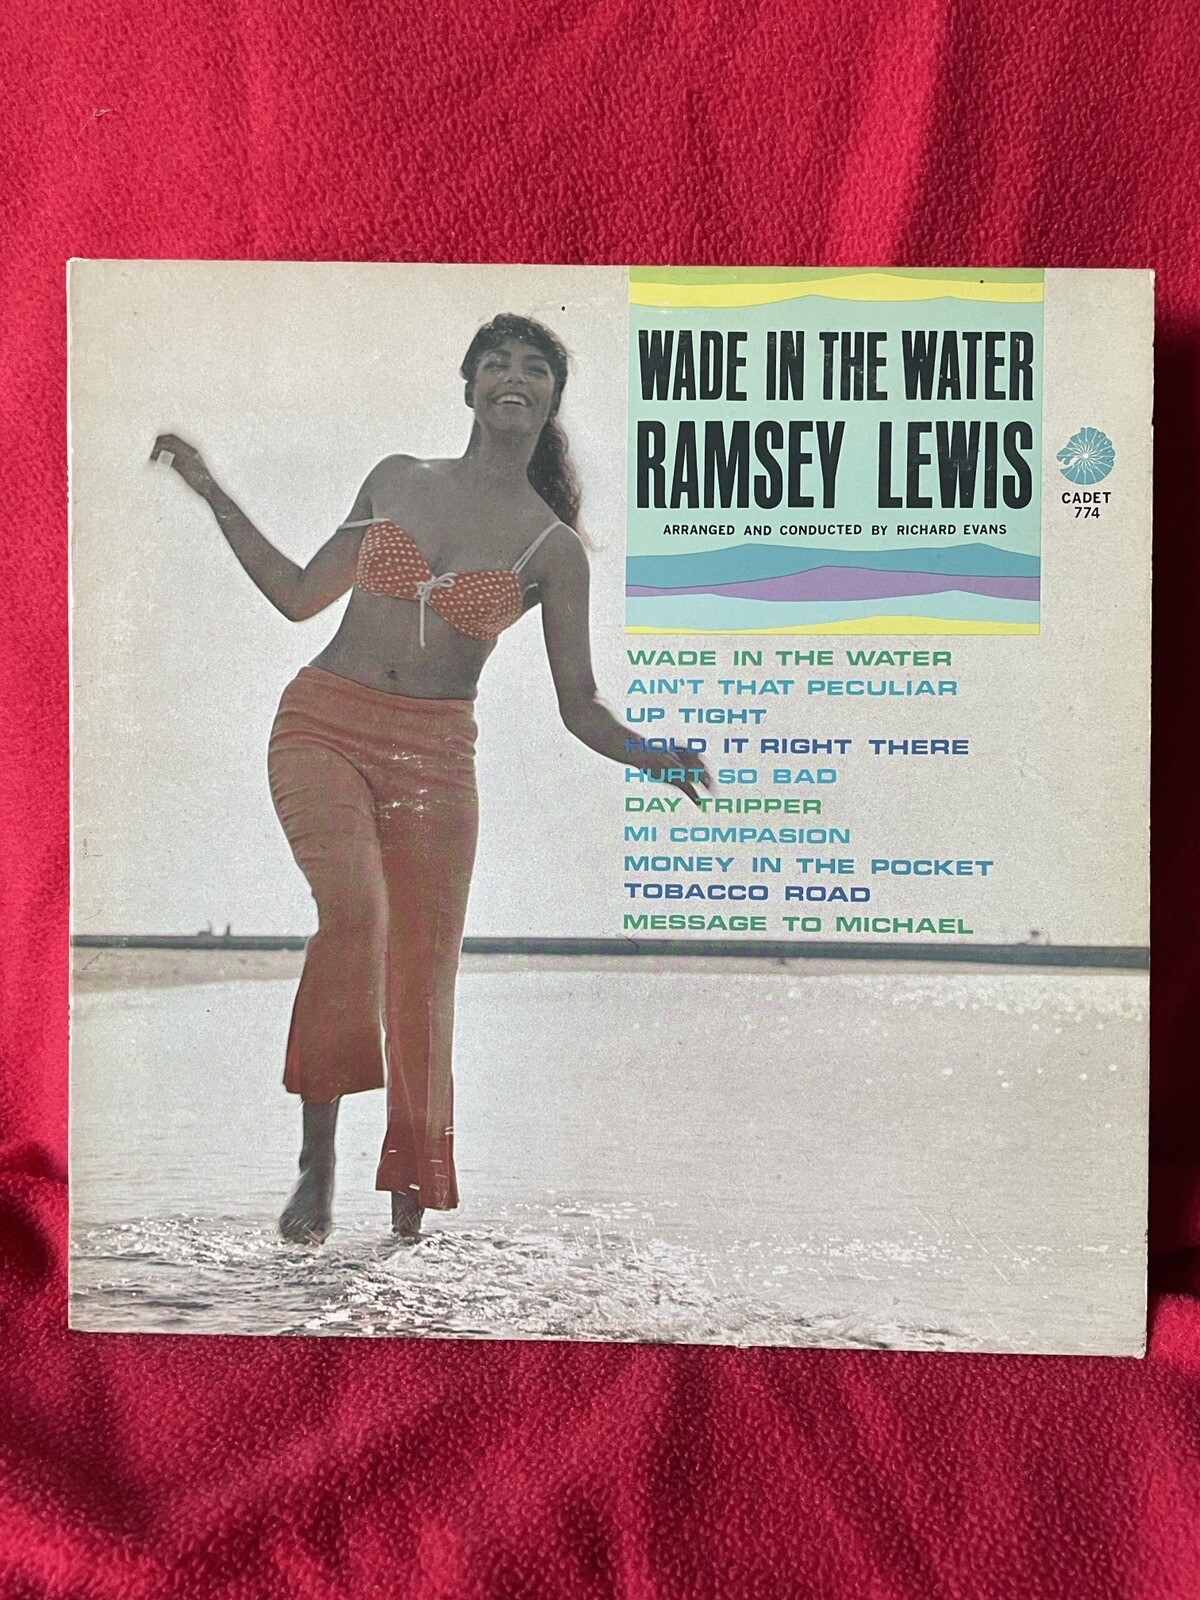 WADE IN THE WATER
RAMSEY LEWIS
ARRANGED AND CONDUCTED BY RICHARD EVANS
CADET
774
WADE IN THE WATER
AIN'T THAT PECULIAR
UP TIGHT
HOLD IT RIGHT THERE
HURT SO BAD
DAY TRIPPER
MI COMPASION
MONEY IN THE POCKET
TOBACCO ROAD
MESSAGE TO MICHAEL